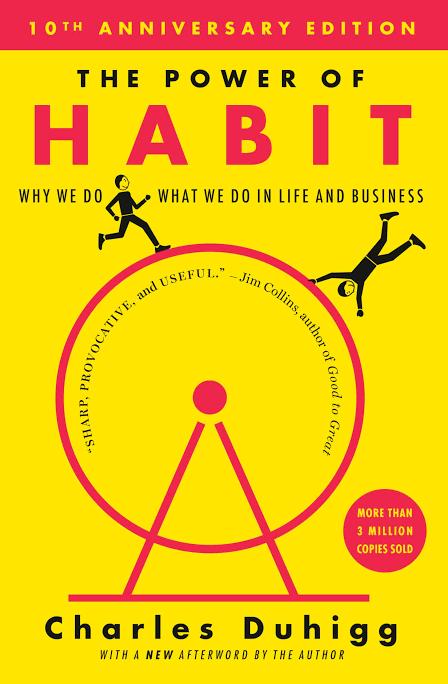 10TH ANNIVERSARY EDITION
THE POWER OF
HABIT
WHY WE DO WHAT WE DO IN LIFE AND BUSINESS
“SHARP, PROVOCATIVE, and USEFUL.” —Jim Collins, author of Good to Great
MORE THAN
3 MILLION
COPIES SOLD
Charles Duhigg
WITH A NEW AFTERWORD BY THE AUTHOR